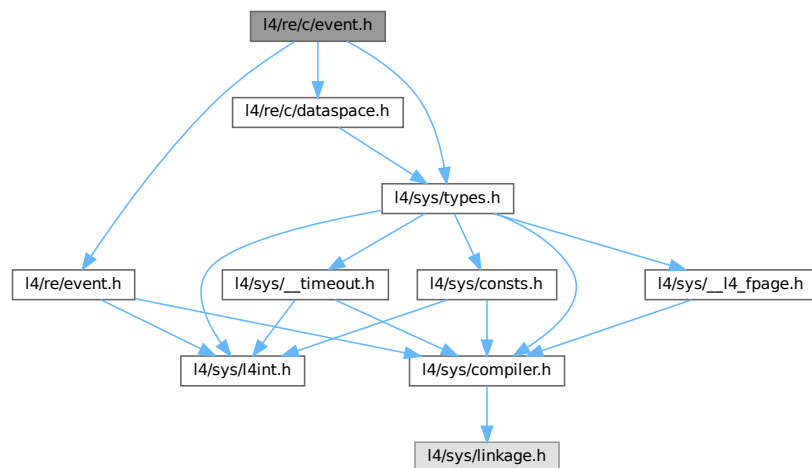 l4/re/c/event.h
l4/re/c/dataspace.h
l4/sys/types.h
l4/re/event.h
l4/sys/__timeout.h
l4/sys/consts.h
l4/sys/__l4_fpage.h
l4/sys/l4int.h
l4/sys/compiler.h
l4/sys/linkage.h